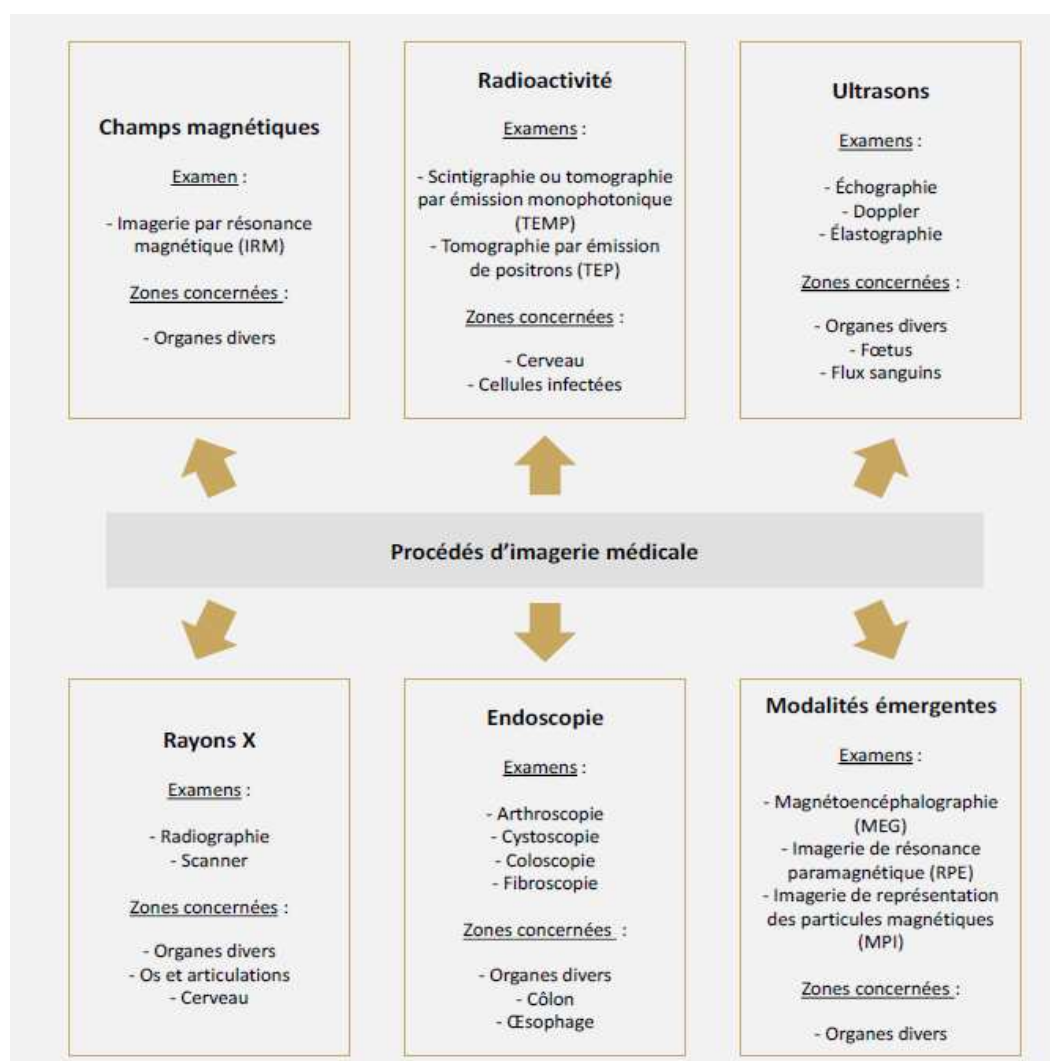 Champs magnétiques
Examen :
- Imagerie par résonance
magnétique (IRM)
Zones concernées :
- Organes divers
Radioactivité
Examens :
- Scintigraphie ou tomographie
par émission monophotonique
(TEMP)
- Tomographie par émission
de positrons (TEP)
Zones concernées :
- Cerveau
- Cellules infectées
Ultrasons
Examens :
- Échographie
- Doppler
- Élastographie
Zones concernées :
- Organes divers
- Fœtus
- Flux sanguins
Procédés d’imagerie médicale
Rayons X
Examens :
- Radiographie
- Scanner
Zones concernées :
- Organes divers
- Os et articulations
- Cerveau
Endoscopie
Examens :
- Arthroscopie
- Cystoscopie
- Coloscopie
- Fibroscopie
Zones concernées :
- Organes divers
- Côlon
- Œsophage
Modalités émergentes
Examens :
- Magnétoencéphalographie
(MEG)
- Imagerie de résonance
paramagnétique (RPE)
- Imagerie de représentation
des particules magnétiques
(MPI)
Zones concernées :
- Organes divers